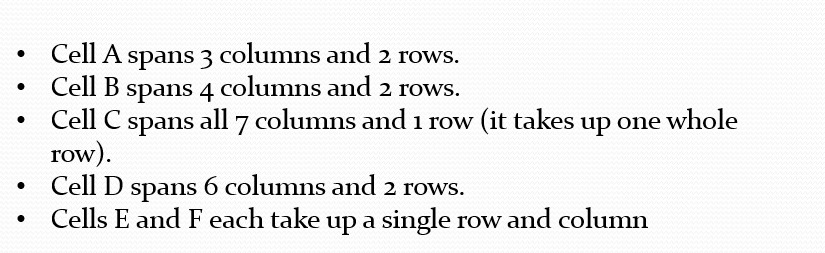 • Cell A spans 3 columns and 2 rows.
• Cell B spans 4 columns and 2 rows.
• Cell C spans all 7 columns and 1 row (it takes up one whole
row).
• Cell D spans 6 columns and 2 rows.
• Cells E and F each take up a single row and column